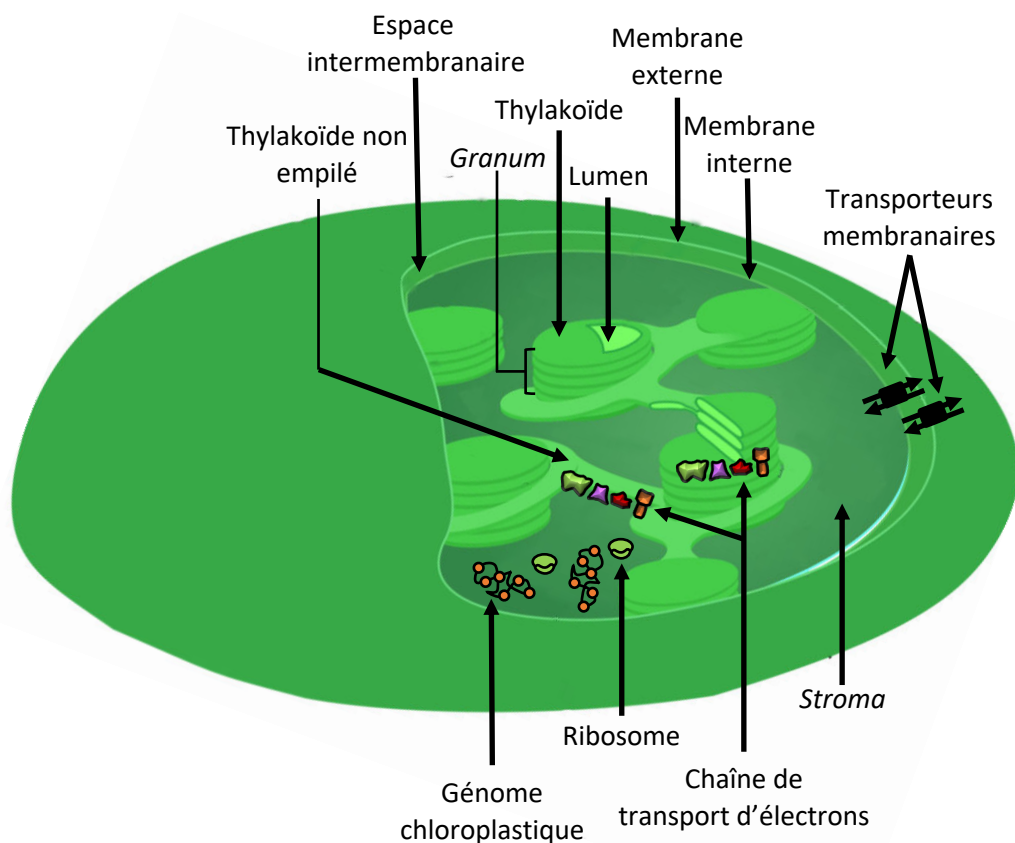 Espace
intermembranaire
Membrane
externe
Thylakoïde
Membrane
interne
Thylakoïde non
empilé
Granum
Lumen
Transporteurs
membranaires
Stroma
Ribosome
Génome
chloroplastique
Chaîne de
transport d’électrons